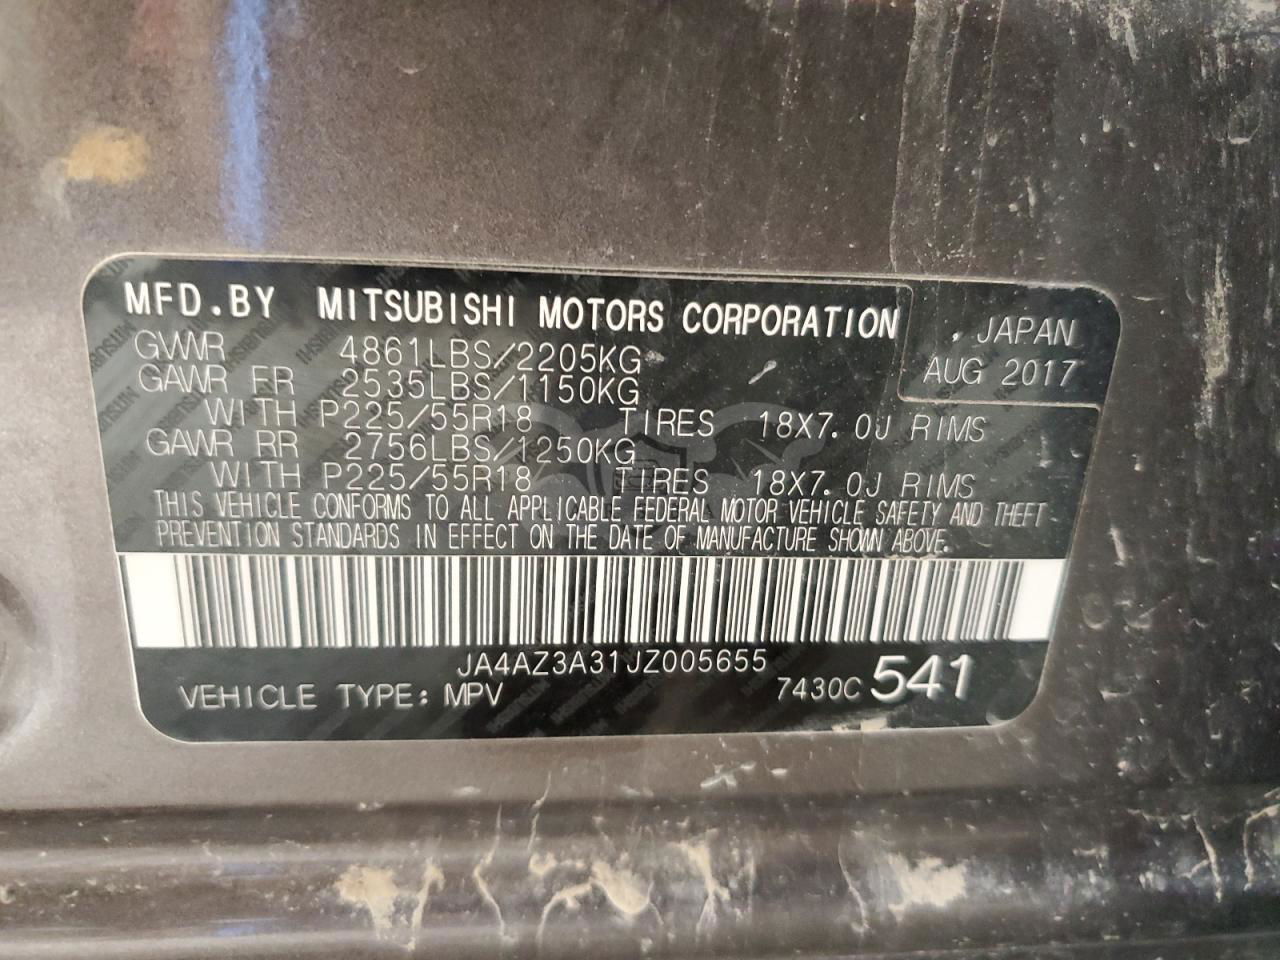 MFD.BY MITSUBISHI MOTORS CORPORATION
, JAPAN
GVWR 4861LBS/2205KG
AUG 2017
GAWR FR 2535LBS/1150KG
WITH P225/55R18 TIRES 18X7.0J RIMS
GAWR RR 2756LBS/1250KG
WITH P225/55R18 TIRES 18X7.0J RIMS
THIS VEHICLE CONFORMS TO ALL APPLICABLE FEDERAL MOTOR VEHICLE SAFETY AND THEFT
PREVENTION STANDARDS IN EFFECT ON THE DATE OF MANUFACTURE SHOWN ABOVE.
JA4AZ3A31JZ005655
VEHICLE TYPE: MPV 7430C 541